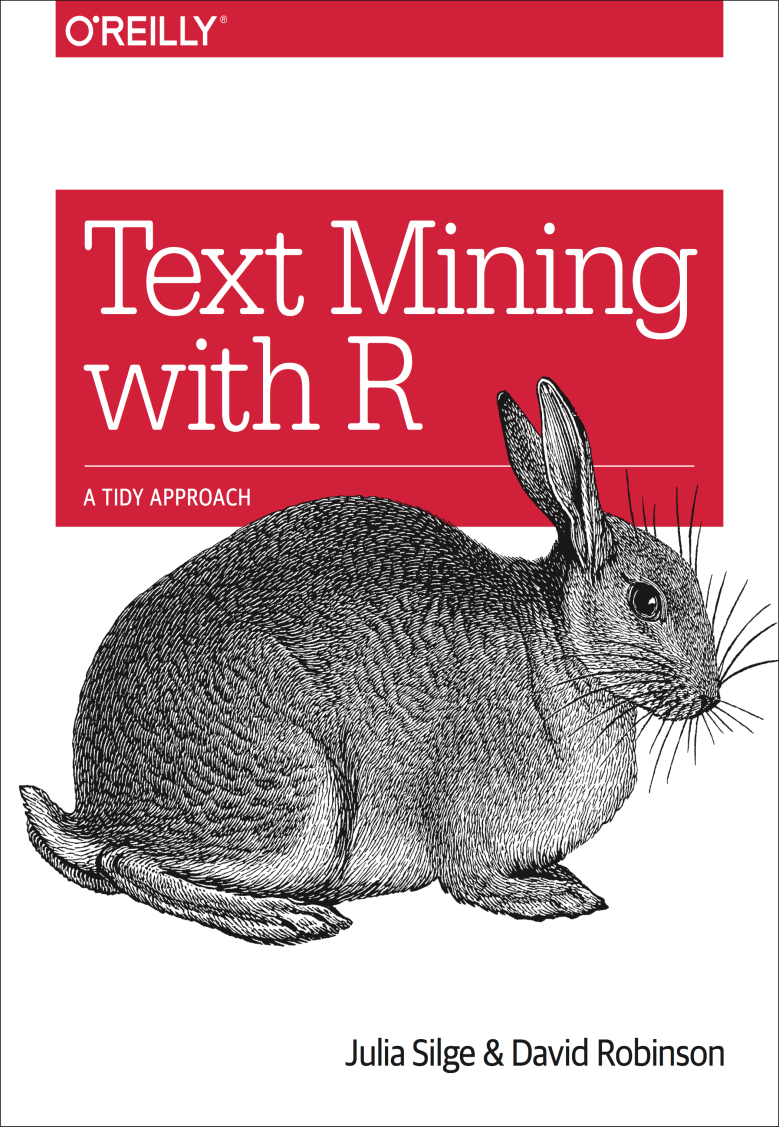 O'REILLY®
Text Mining
with R
A TIDY APPROACH
Julia Silge & David Robinson